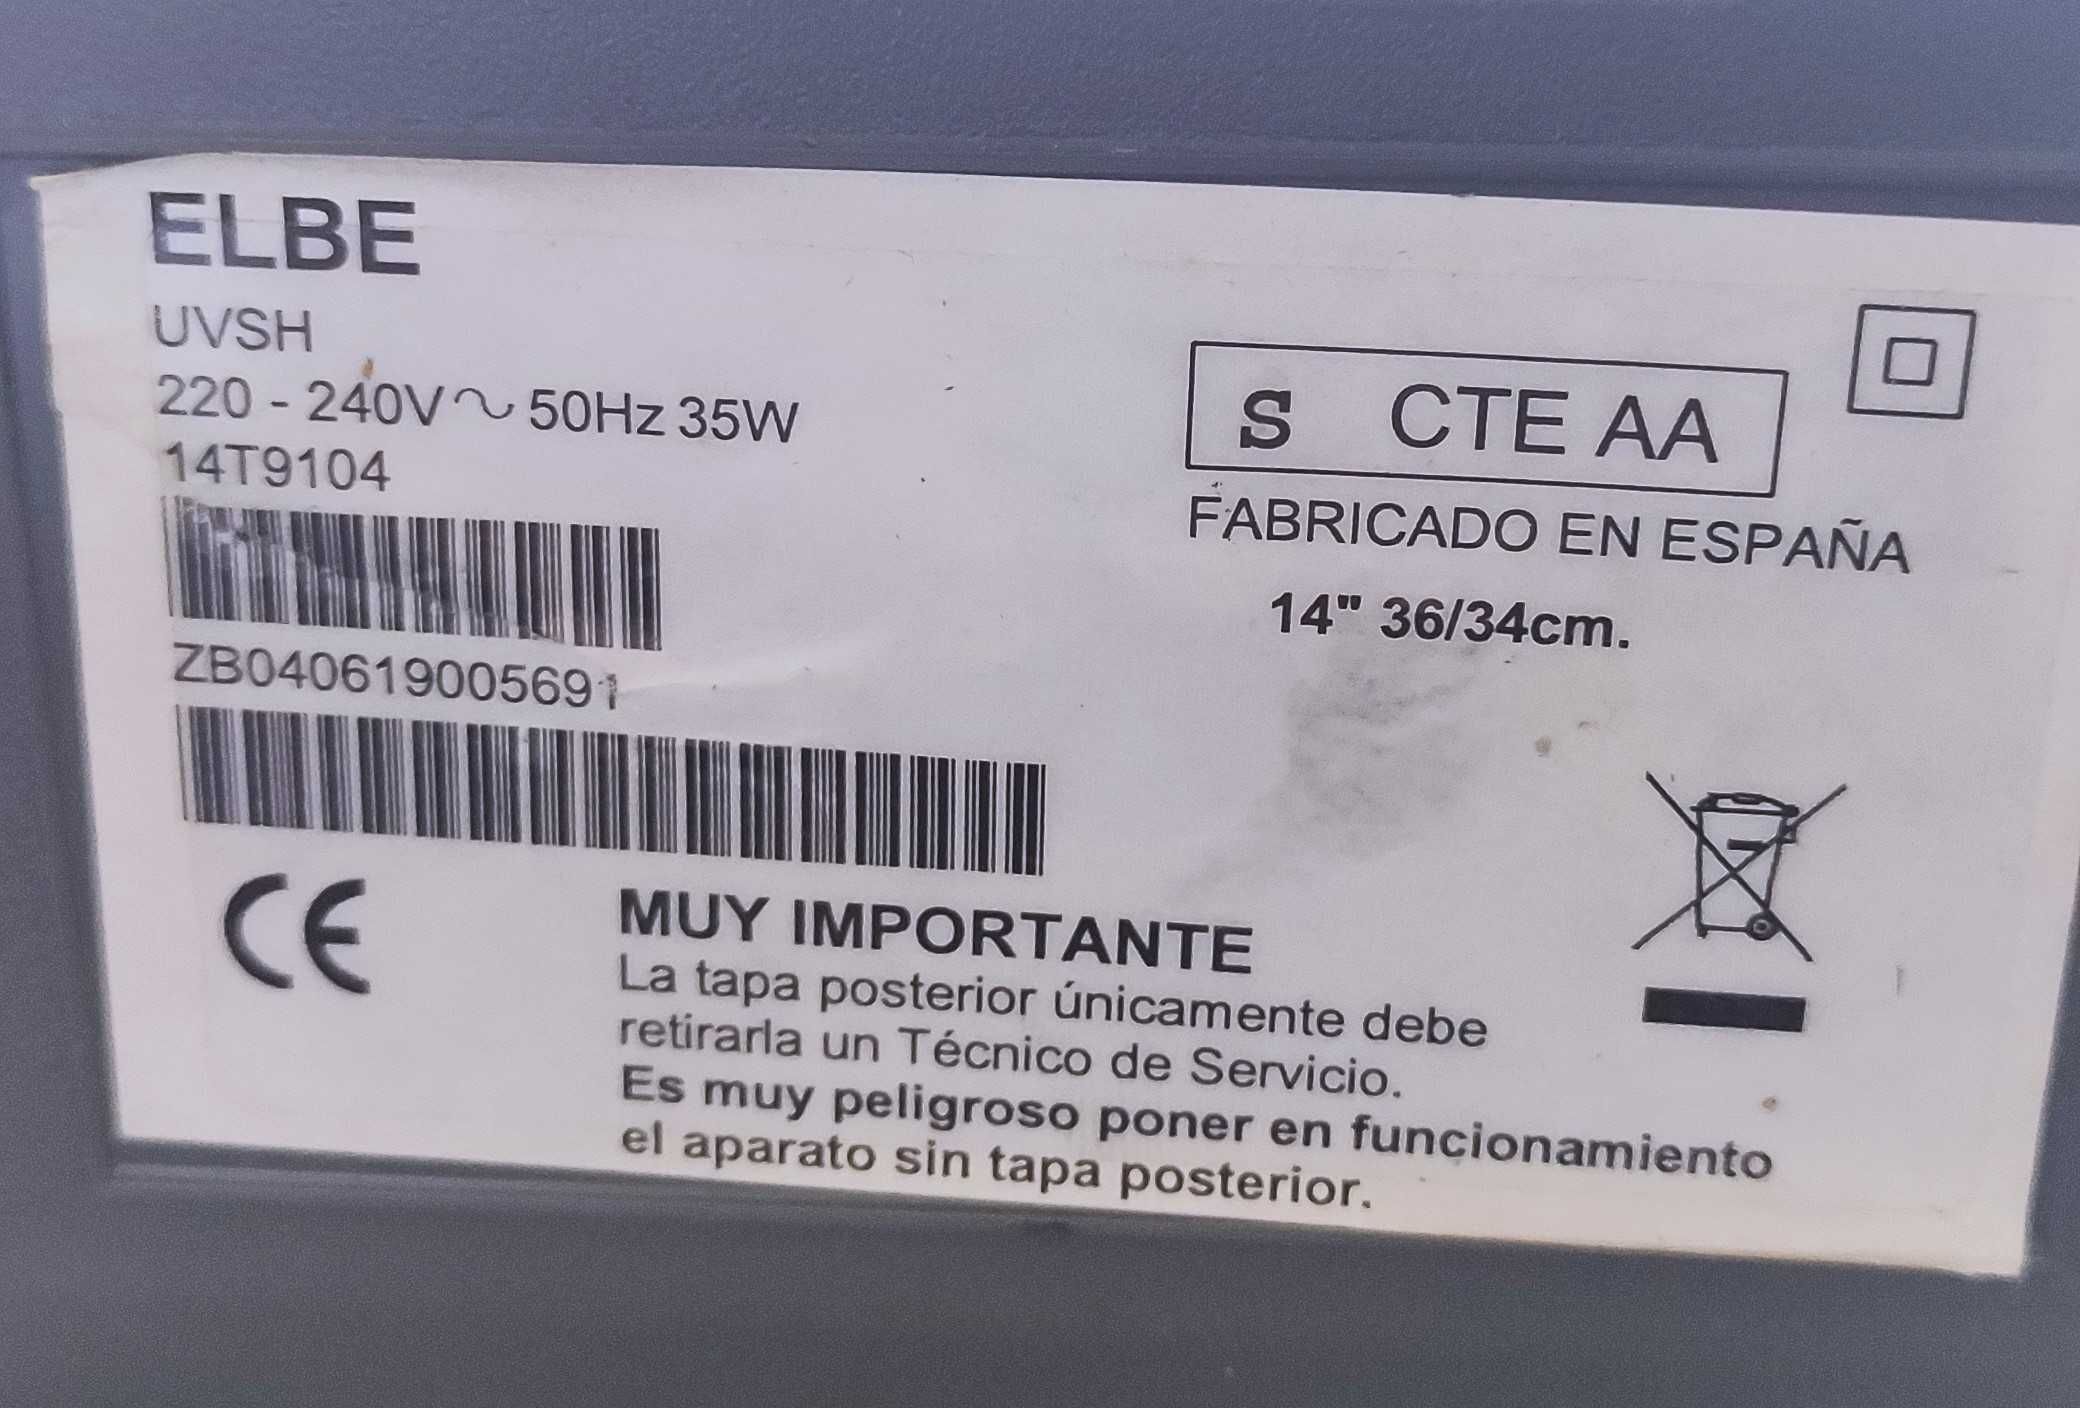 ELBE
UVSH
220 - 240V ~ 50Hz 35W
14T9104
ZB040619005691
S CTE AA
FABRICADO EN ESPAÑA
14" 36/34cm.
CE
MUY IMPORTANTE
La tapa posterior únicamente debe
retirarla un Técnico de Servicio.
Es muy peligroso poner en funcionamiento
el aparato sin tapa posterior.